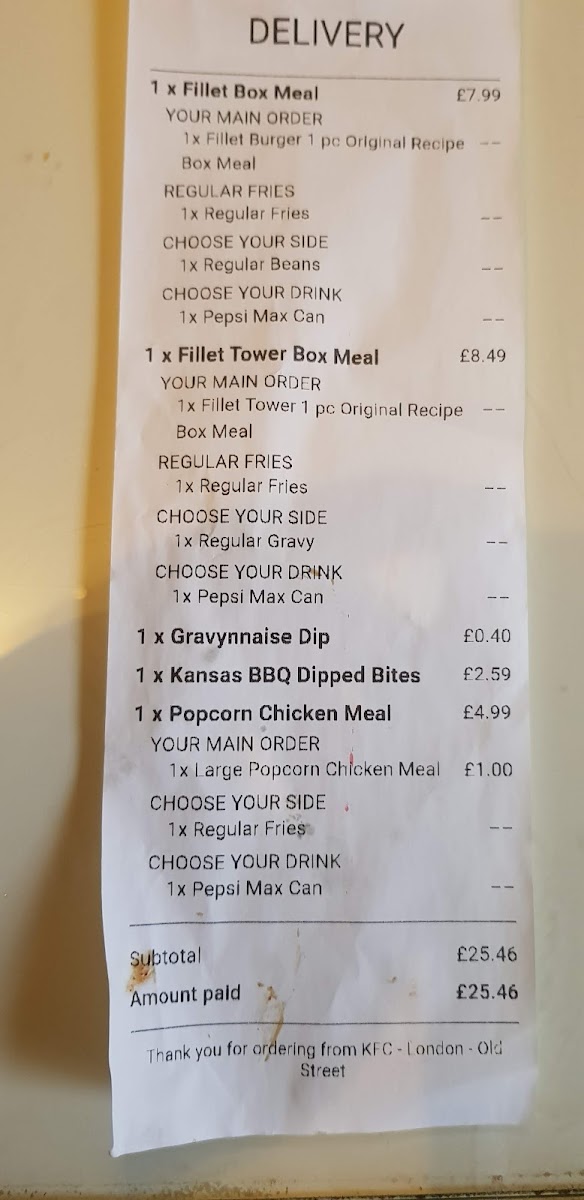 DELIVERY
1 x Fillet Box Meal £7.99
YOUR MAIN ORDER
1x Fillet Burger 1 pc Original Recipe --
Box Meal
REGULAR FRIES
1x Regular Fries --
CHOOSE YOUR SIDE
1x Regular Beans --
CHOOSE YOUR DRINK
1x Pepsi Max Can --
1 x Fillet Tower Box Meal £8.49
YOUR MAIN ORDER
1x Fillet Tower 1 pc Original Recipe --
Box Meal
REGULAR FRIES
1x Regular Fries --
CHOOSE YOUR SIDE
1x Regular Gravy --
CHOOSE YOUR DRINK
1x Pepsi Max Can --
1 x Gravynnaise Dip £0.40
1 x Kansas BBQ Dipped Bites £2.59
1 x Popcorn Chicken Meal £4.99
YOUR MAIN ORDER
1x Large Popcorn Chicken Meal £1.00
CHOOSE YOUR SIDE
1x Regular Fries --
CHOOSE YOUR DRINK
1x Pepsi Max Can --
Subtotal £25.46
Amount paid £25.46
Thank you for ordering from KFC - London - Old
Street